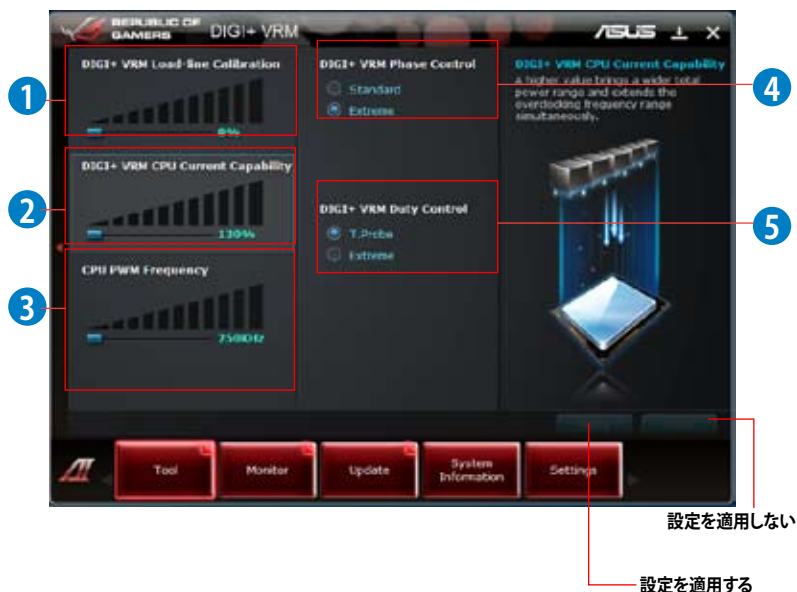 REPUBLIC OF GAMERS
DIGI+ VRM
ASUS
DIGI+ VRM Load-line Calibration
0%
DIGI+ VRM CPU Current Capability
130%
CPU PWM Frequency
250KHz
DIGI+ VRM Phase Control
Standard
Extreme
DIGI+ VRM Duty Control
T.Probe
Extreme
DIGI+ VRM CPU Current Capability
A higher value brings a wider total
power range and extends the
overclocking frequency range
simultaneously.
Tool
Monitor
Update
System
Information
Settings
1
2
3
4
5
設定を適用しない
設定を適用する